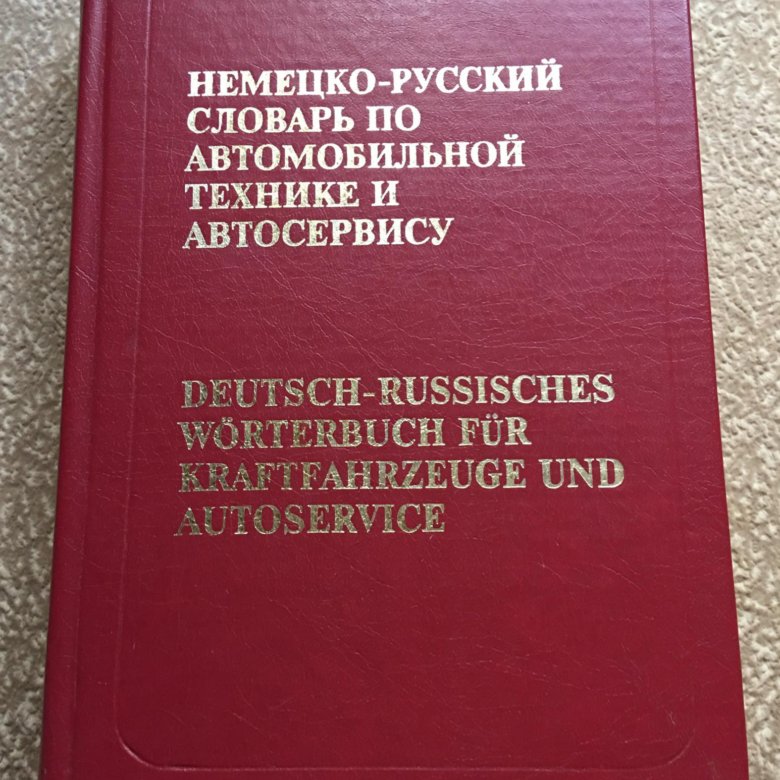 НЕМЕЦКО-РУССКИЙ
СЛОВАРЬ ПО
АВТОМОБИЛЬНОЙ
ТЕХНИКЕ И
АВТОСЕРВИСУ
DEUTSCH-RUSSISCHES
WÖRTERBUCH FÜR
KRAFTFAHRZEUGE UND
AUTOSERVICE